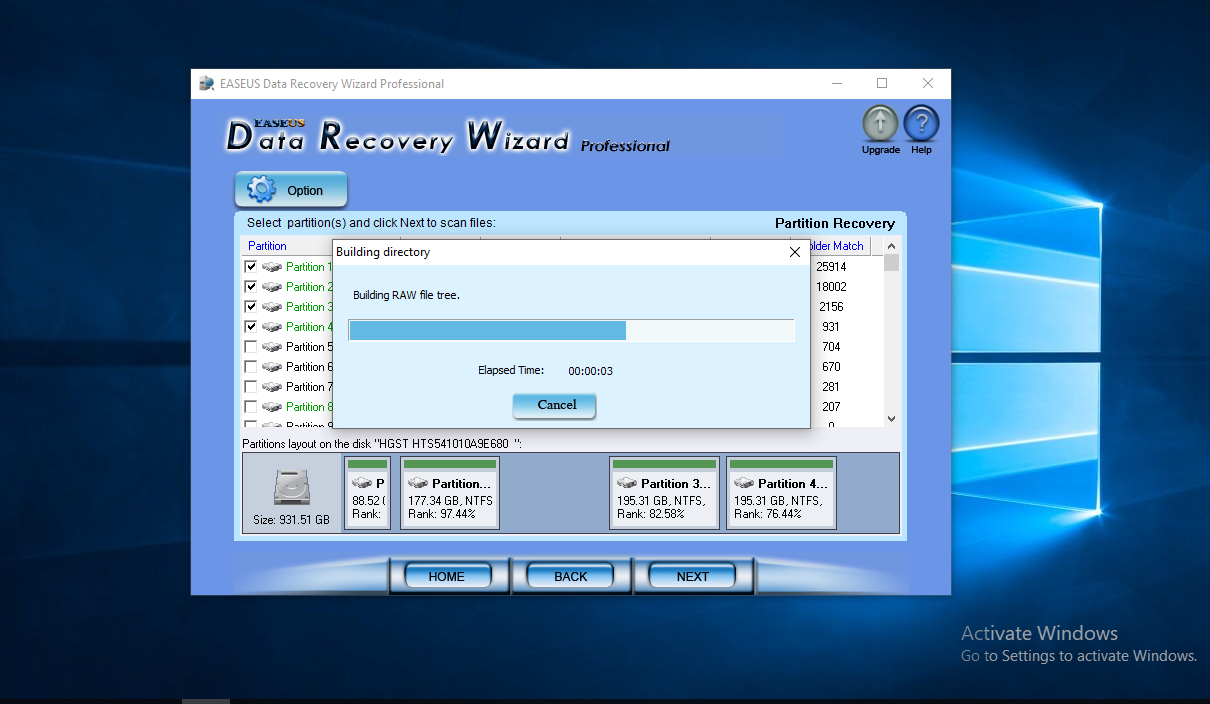 EASEUS Data Recovery Wizard Professional
EASEUS
Data Recovery Wizard Professional
Upgrade Help
Option
Select partition(s) and click Next to scan files:
Partition Recovery
Partition
older Match
Building directory
Building RAW file tree.
Elapsed Time: 00:00:03
Cancel
Partition 1 25914
Partition 2 18002
Partition 3 2156
Partition 4 931
Partition 5 704
Partition 6 670
Partition 7 281
Partition 8 207
Partition 9 0
Partitions layout on the disk "HGST HTS541010A9E680 ":
Size: 931.51 GB
P
88.52 (
Rank:
Partition...
177.34 GB, NTFS
Rank: 97.44%
Partition 3...
195.31 GB, NTFS,
Rank: 82.58%
Partition 4...
195.31 GB, NTFS,
Rank: 76.44%
HOME BACK NEXT
Activate Windows
Go to Settings to activate Windows.